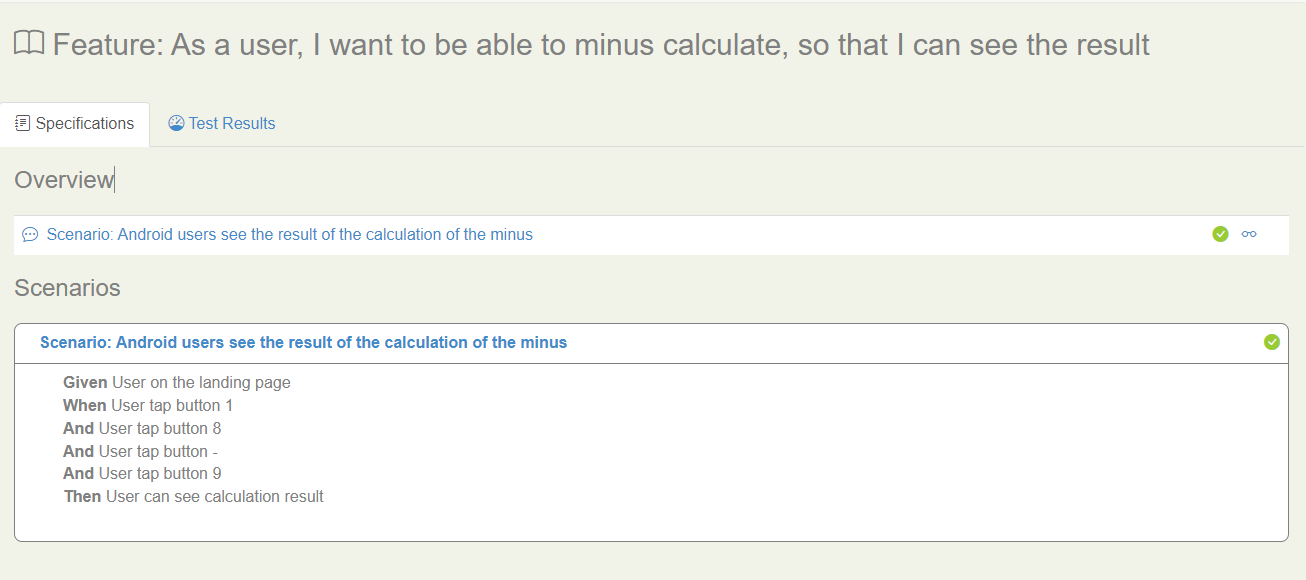 Feature: As a user, I want to be able to minus calculate, so that I can see the result
Specifications
Test Results
Overview
Scenario: Android users see the result of the calculation of the minus
Scenarios
Scenario: Android users see the result of the calculation of the minus
Given User on the landing page
When User tap button 1
And User tap button 8
And User tap button -
And User tap button 9
Then User can see calculation result